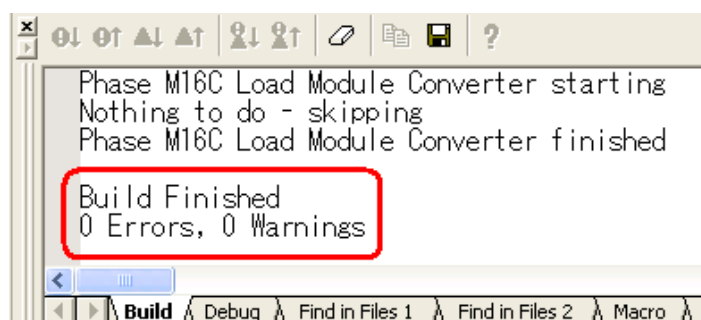 Phase M16C Load Module Converter starting
Nothing to do - skipping
Phase M16C Load Module Converter finished
Build Finished
0 Errors, 0 Warnings
Build Debug Find in Files 1 Find in Files 2 Macro